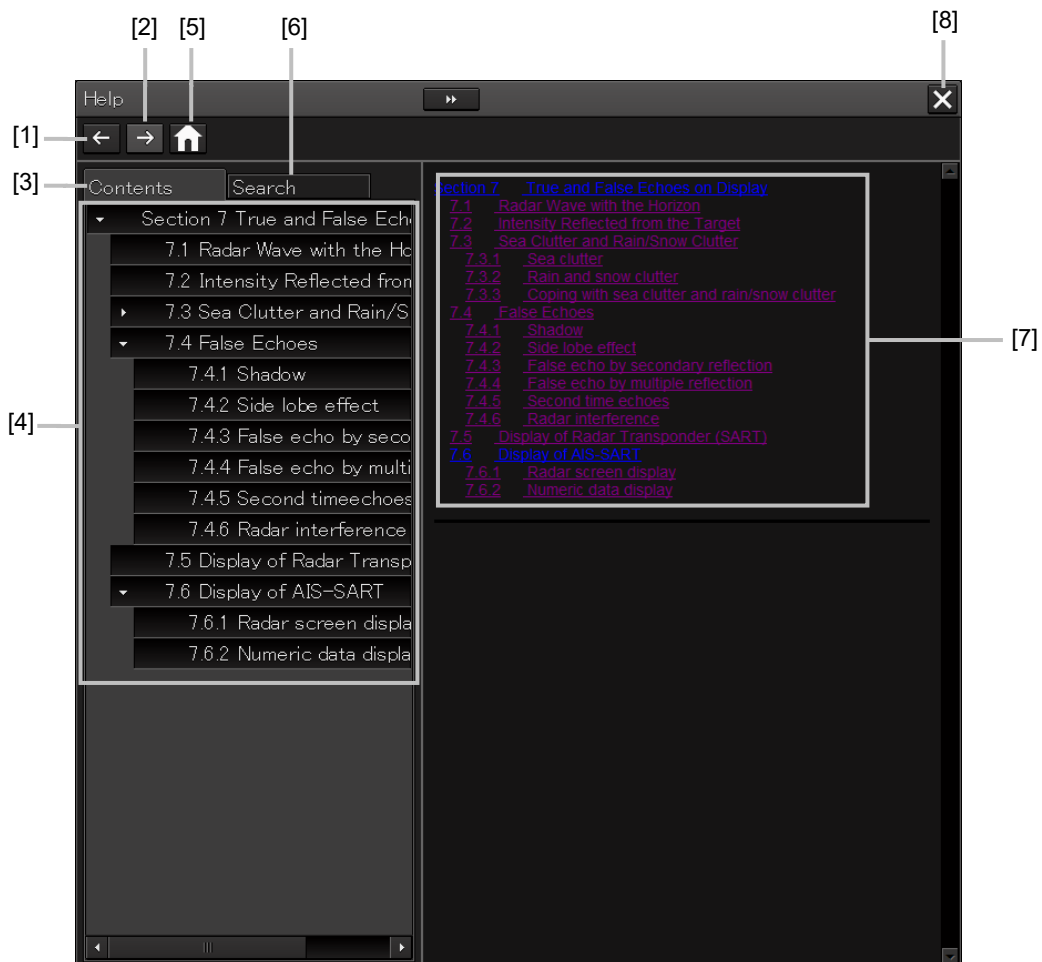 [2] [5] [6] [8]
Help
[1]
[3] Contents Search
[4]
Section 7 True and False Ech
7.1 Radar Wave with the Ho
7.2 Intensity Reflected from
7.3 Sea Clutter and Rain/S
7.4 False Echoes
7.4.1 Shadow
7.4.2 Side lobe effect
7.4.3 False echo by seco
7.4.4 False echo by multi
7.4.5 Second timeechoes
7.4.6 Radar interference
7.5 Display of Radar Transp
7.6 Display of AIS-SART
7.6.1 Radar screen displa
7.6.2 Numeric data displa
Section 7 True and False Echoes on Display
7.1 Radar Wave with the Horizon
7.2 Intensity Reflected from the Target
7.3 Sea Clutter and Rain/Snow Clutter
7.3.1 Sea clutter
7.3.2 Rain and snow clutter
7.3.3 Coping with sea clutter and rain/snow clutter
7.4 False Echoes
7.4.1 Shadow
7.4.2 Side lobe effect
7.4.3 False echo by secondary reflection
7.4.4 False echo by multiple reflection
7.4.5 Second time echoes
7.4.6 Radar interference
7.5 Display of Radar Transponder (SART)
7.6 Display of AIS-SART
7.6.1 Radar screen display
7.6.2 Numeric data display
[7]